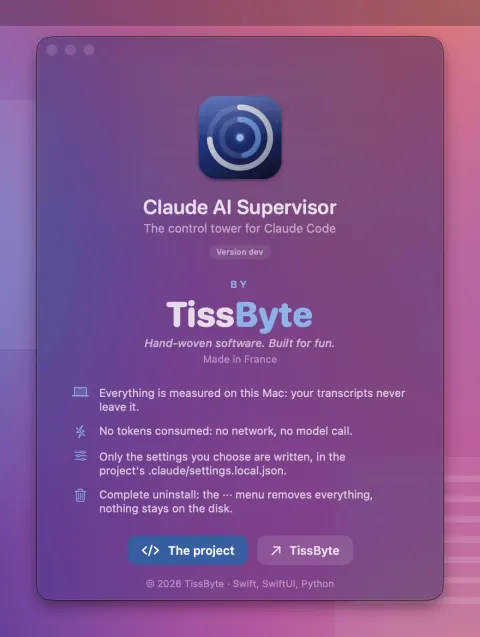 Claude AI Supervisor
The control tower for Claude Code
Version dev
BY
TissByte
Hand-woven software. Built for fun.
Made in France
Everything is measured on this Mac: your transcripts never
leave it.
No tokens consumed: no network, no model call.
Only the settings you choose are written, in the
project's .claude/settings.local.json.
Complete uninstall: the ··· menu removes everything,
nothing stays on the disk.
</> The project
TissByte
© 2026 TissByte · Swift, SwiftUI, Python